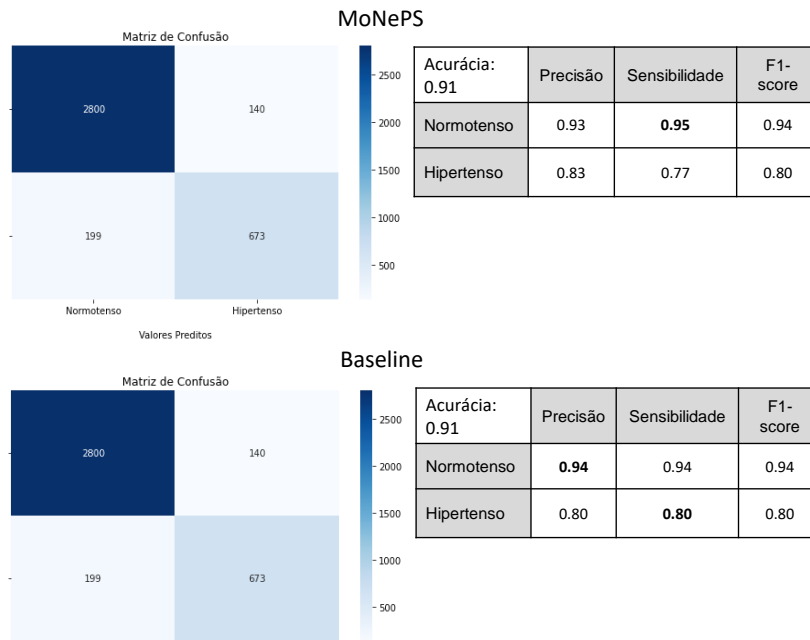 MoNePS
Matriz de Confusão
2800 140
199 673
2500
2000
1500
1000
500
Normotenso Hipertenso
Valores Preditos
Acurácia: 0.91 Precisão Sensibilidade F1-score
Normotenso 0.93 0.95 0.94
Hipertenso 0.83 0.77 0.80
Baseline
Matriz de Confusão
2800 140
199 673
2500
2000
1500
1000
500
Acurácia: 0.91 Precisão Sensibilidade F1-score
Normotenso 0.94 0.94 0.94
Hipertenso 0.80 0.80 0.80